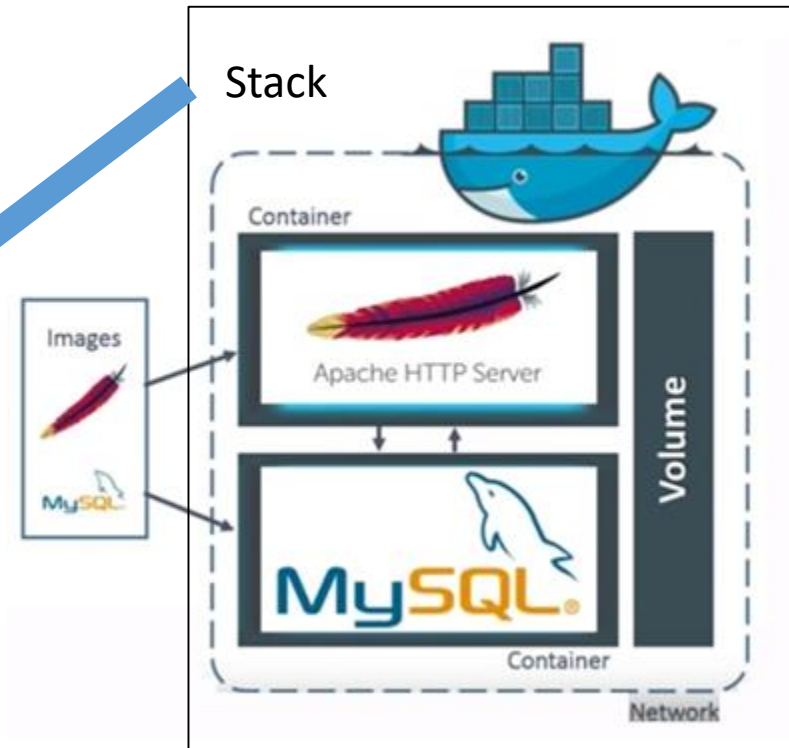 Stack
Container
Images
Apache HTTP Server
MySQL
Volume
MySQL®
Container
Network